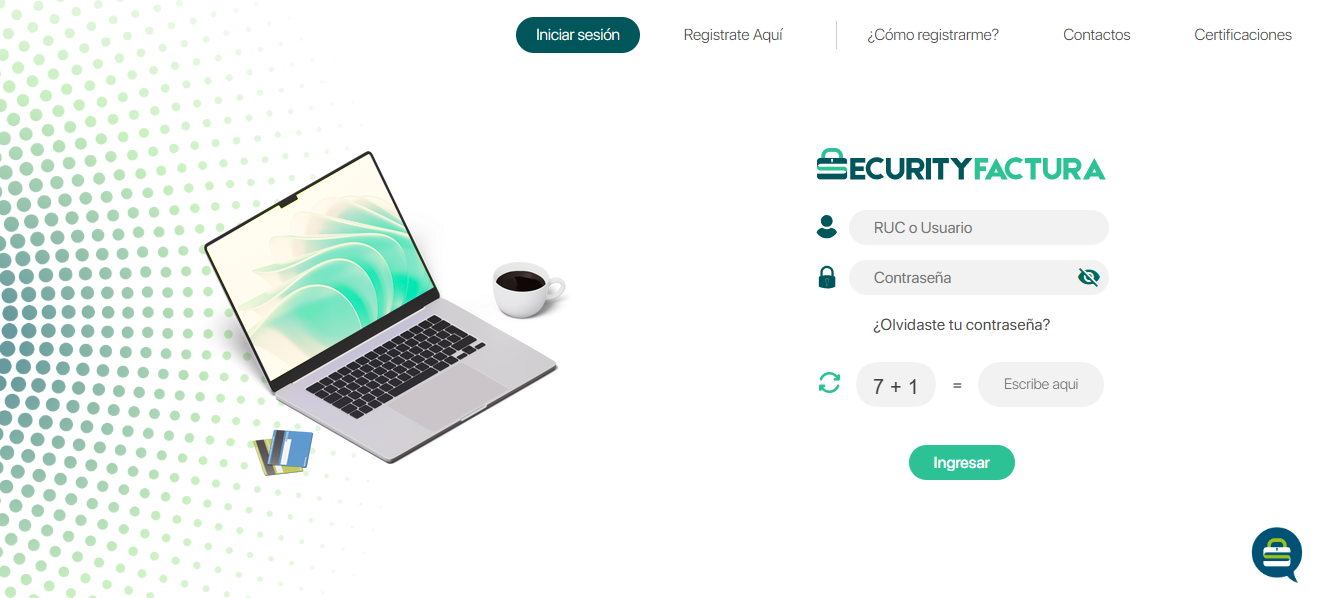 Iniciar sesión
Registrate Aquí
¿Cómo registrarme?
Contactos
Certificaciones
SECURITYFACTURA
RUC o Usuario
Contraseña
¿Olvidaste tu contraseña?
7 + 1 = Escribe aqui
Ingresar